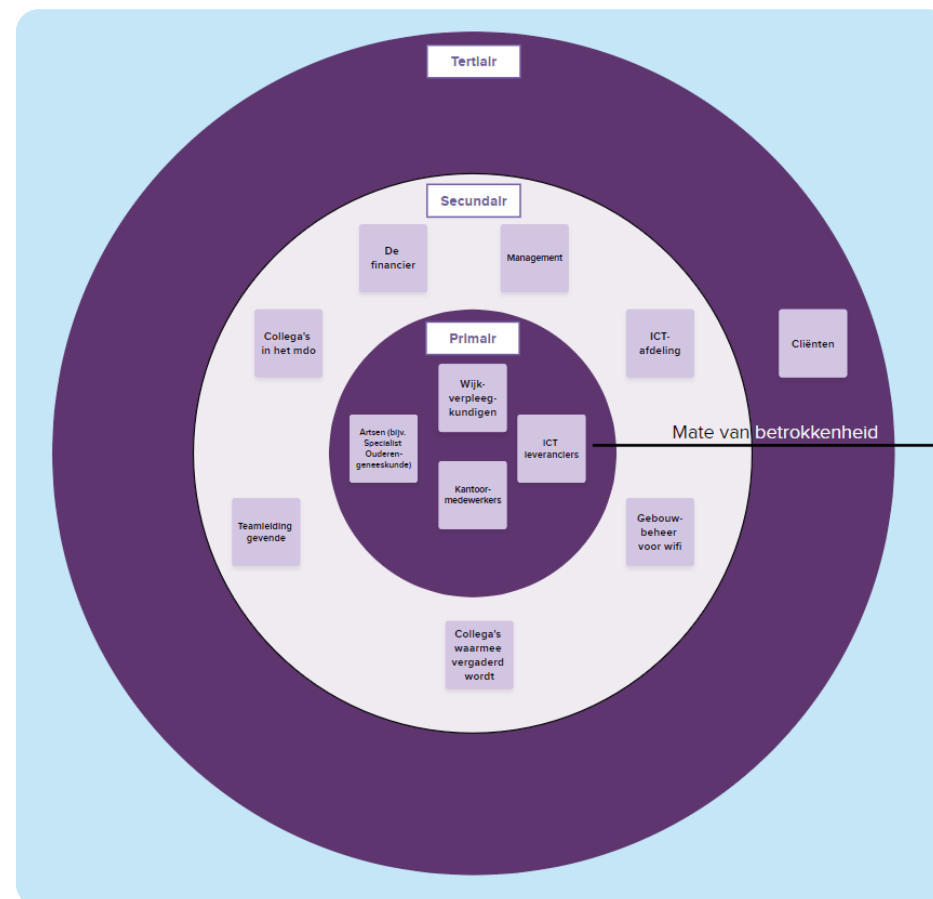 Tertiair
Secundair
De
financier
Management
Collega's
in het mdo
Primair
ICT-
afdeling
Cliënten
Wijk-
verpleeg-
kundigen
Artsen (bijv.
Specialist
Ouderen-
geneeskunde)
ICT
leveranciers
Mate van betrokkenheid
Kantoor-
medewerkers
Teamleiding
gevende
Gebouw-
beheer
voor wifi
Collega's
waarmee
vergaderd
wordt